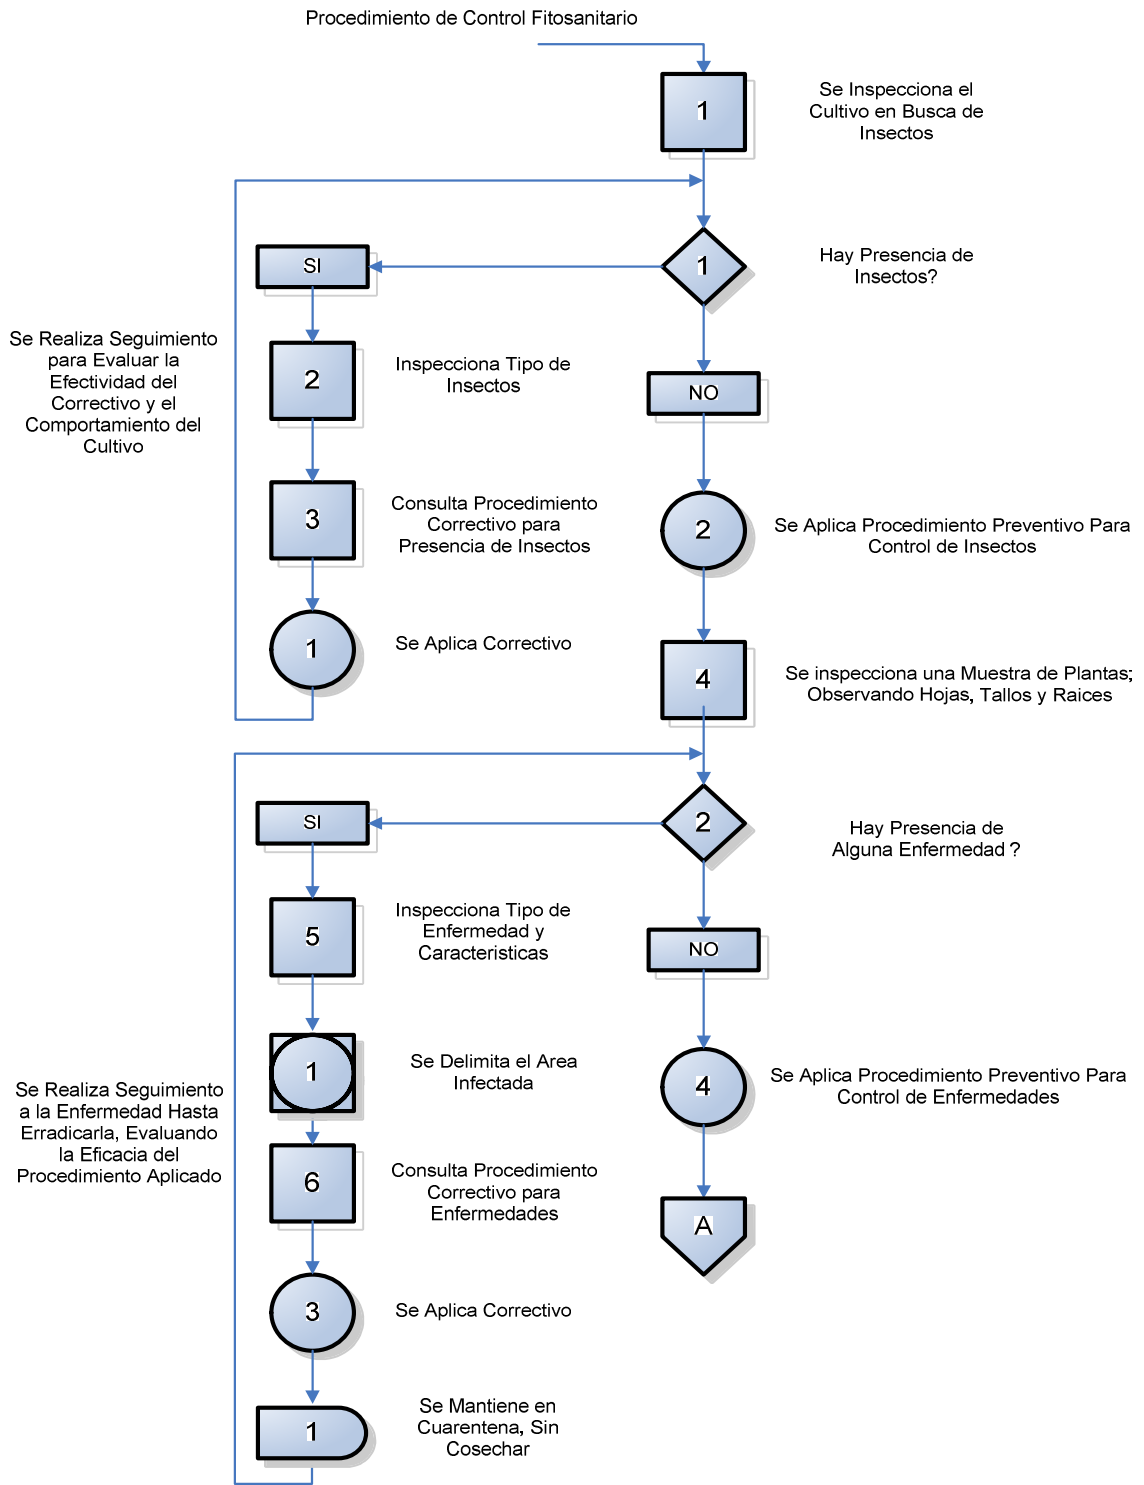 Procedimiento de Control Fitosanitario
1
Se Inspecciona el
Cultivo en Busca de
Insectos
1
Hay Presencia de
Insectos?
SI
NO
Se Realiza Seguimiento
para Evaluar la
Efectividad del
Correctivo y el
Comportamiento del
Cultivo
2
Inspecciona Tipo de
Insectos
3
Consulta Procedimiento
Correctivo para
Presencia de Insectos
2
Se Aplica Procedimiento Preventivo Para
Control de Insectos
1
Se Aplica Correctivo
4
Se inspecciona una Muestra de Plantas;
Observando Hojas, Tallos y Raices
2
Hay Presencia de
Alguna Enfermedad ?
SI
NO
5
Inspecciona Tipo de
Enfermedad y
Caracteristicas
1
Se Delimita el Area
Infectada
4
Se Aplica Procedimiento Preventivo Para
Control de Enfermedades
Se Realiza Seguimiento
a la Enfermedad Hasta
Erradicarla, Evaluando
la Eficacia del
Procedimiento Aplicado
6
Consulta Procedimiento
Correctivo para
Enfermedades
A
3
Se Aplica Correctivo
1
Se Mantiene en
Cuarentena, Sin
Cosechar